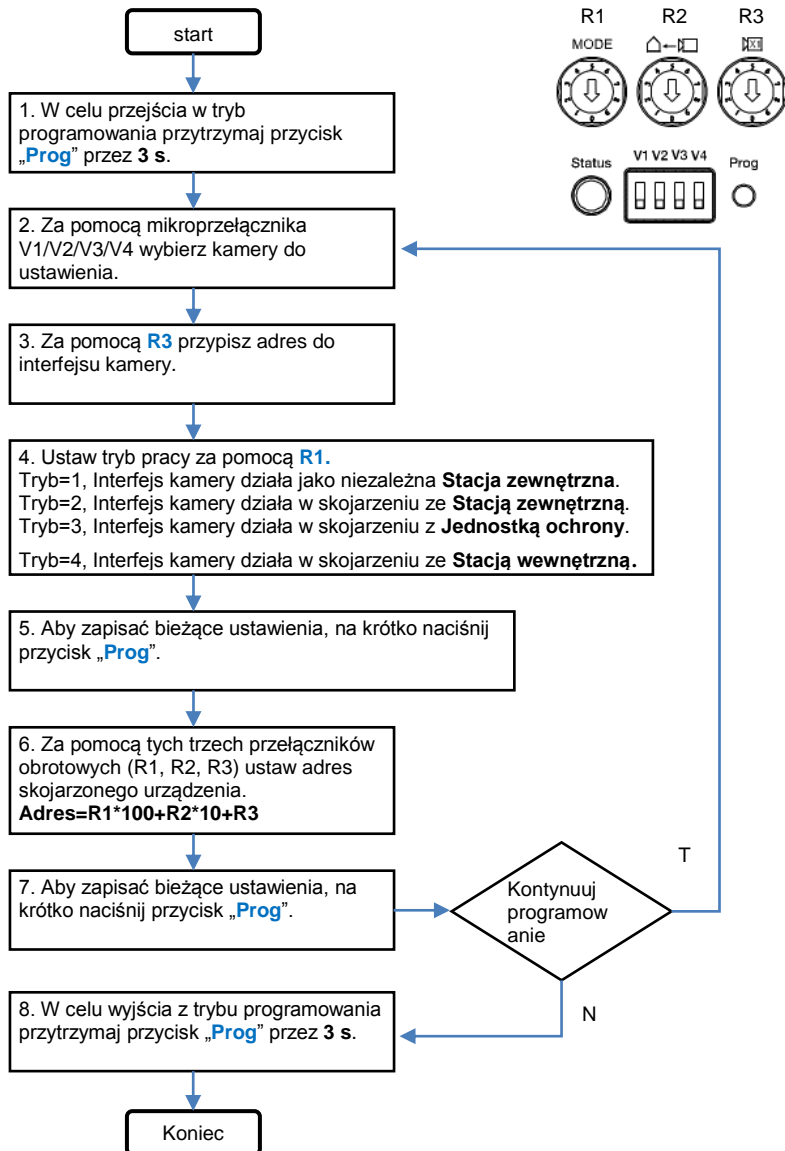 start
R1 R2 R3
MODE
Status V1 V2 V3 V4 Prog
1. W celu przejścia w tryb
programowania przytrzymaj przycisk
„Prog” przez 3 s.
2. Za pomocą mikroprzełącznika
V1/V2/V3/V4 wybierz kamery do
ustawienia.
3. Za pomocą R3 przypisz adres do
interfejsu kamery.
4. Ustaw tryb pracy za pomocą R1.
Tryb=1, Interfejs kamery działa jako niezależna Stacja zewnętrzna.
Tryb=2, Interfejs kamery działa w skojarzeniu ze Stacją zewnętrzną.
Tryb=3, Interfejs kamery działa w skojarzeniu z Jednostką ochrony.
Tryb=4, Interfejs kamery działa w skojarzeniu ze Stacją wewnętrzną.
5. Aby zapisać bieżące ustawienia, na krótko naciśnij
przycisk „Prog”.
6. Za pomocą tych trzech przełączników
obrotowych (R1, R2, R3) ustaw adres
skojarzonego urządzenia.
Adres=R1*100+R2*10+R3
7. Aby zapisać bieżące ustawienia, na
krótko naciśnij przycisk „Prog”.
Kontynuuj
programow
anie
T
N
8. W celu wyjścia z trybu programowania
przytrzymaj przycisk „Prog” przez 3 s.
Koniec